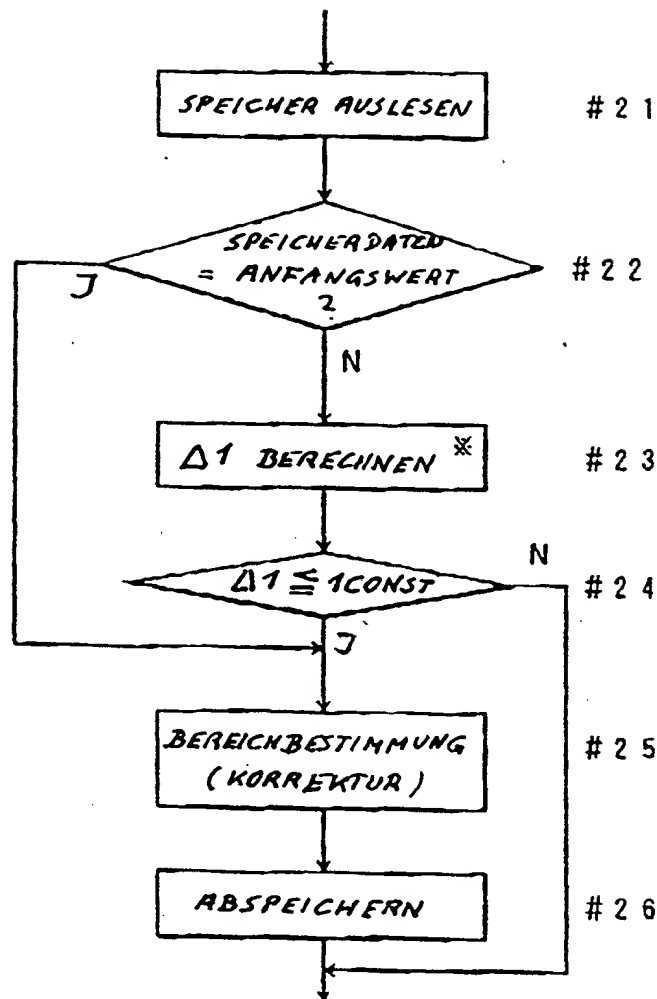 SPEICHER AUSLESEN #21
SPEICHERDATEN
= ANFANGSWERT #22
?
J
N
Δ1 BERECHNEN ※ #23
N
Δ1 ≦ 1CONST #24
J
BEREICHBESTIMMUNG #25
(KORREKTUR)
ABSPEICHERN #26